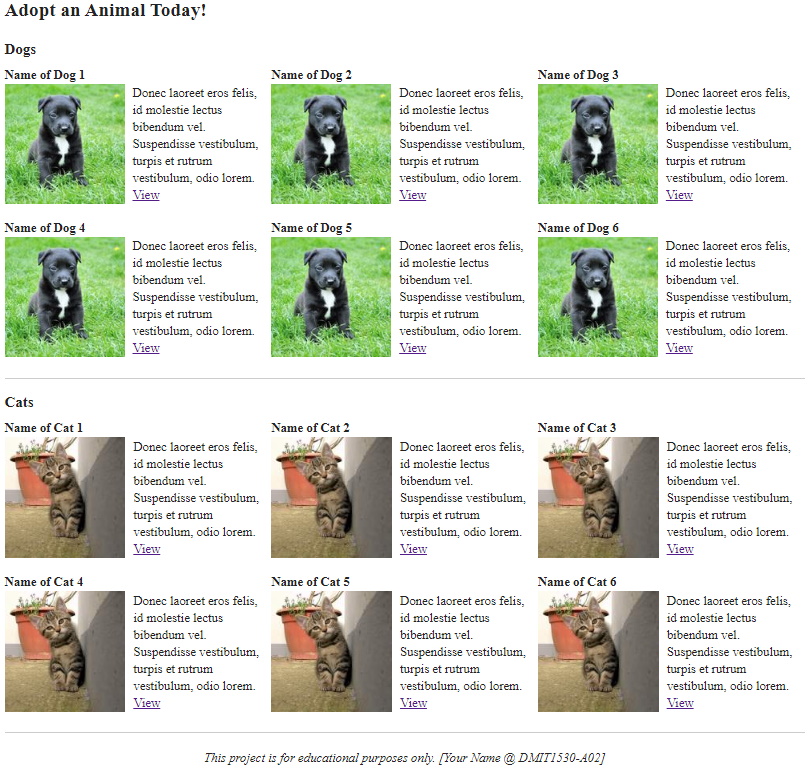 Adopt an Animal Today!
Dogs
Name of Dog 1
Donec laoreet eros felis,
id molestie lectus
bibendum vel.
Suspendisse vestibulum,
turpis et rutrum
vestibulum, odio lorem.
View
Name of Dog 2
Donec laoreet eros felis,
id molestie lectus
bibendum vel.
Suspendisse vestibulum,
turpis et rutrum
vestibulum, odio lorem.
View
Name of Dog 3
Donec laoreet eros felis,
id molestie lectus
bibendum vel.
Suspendisse vestibulum,
turpis et rutrum
vestibulum, odio lorem.
View
Name of Dog 4
Donec laoreet eros felis,
id molestie lectus
bibendum vel.
Suspendisse vestibulum,
turpis et rutrum
vestibulum, odio lorem.
View
Name of Dog 5
Donec laoreet eros felis,
id molestie lectus
bibendum vel.
Suspendisse vestibulum,
turpis et rutrum
vestibulum, odio lorem.
View
Name of Dog 6
Donec laoreet eros felis,
id molestie lectus
bibendum vel.
Suspendisse vestibulum,
turpis et rutrum
vestibulum, odio lorem.
View
Cats
Name of Cat 1
Donec laoreet eros felis,
id molestie lectus
bibendum vel.
Suspendisse vestibulum,
turpis et rutrum
vestibulum, odio lorem.
View
Name of Cat 2
Donec laoreet eros felis,
id molestie lectus
bibendum vel.
Suspendisse vestibulum,
turpis et rutrum
vestibulum, odio lorem.
View
Name of Cat 3
Donec laoreet eros felis,
id molestie lectus
bibendum vel.
Suspendisse vestibulum,
turpis et rutrum
vestibulum, odio lorem.
View
Name of Cat 4
Donec laoreet eros felis,
id molestie lectus
bibendum vel.
Suspendisse vestibulum,
turpis et rutrum
vestibulum, odio lorem.
View
Name of Cat 5
Donec laoreet eros felis,
id molestie lectus
bibendum vel.
Suspendisse vestibulum,
turpis et rutrum
vestibulum, odio lorem.
View
Name of Cat 6
Donec laoreet eros felis,
id molestie lectus
bibendum vel.
Suspendisse vestibulum,
turpis et rutrum
vestibulum, odio lorem.
View
This project is for educational purposes only. [Your Name @ DMIT1530-A02]